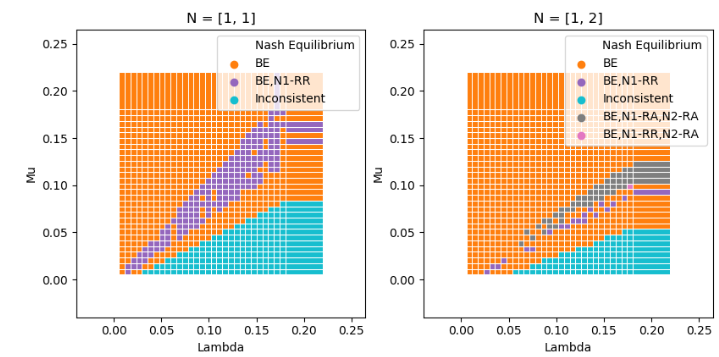 N = [1, 1]
Nash Equilibrium
BE
BE,N1-RR
Inconsistent
0.25
0.20
0.15
0.10
0.05
0.00
Mu
0.00 0.05 0.10 0.15 0.20 0.25
Lambda
N = [1, 2]
Nash Equilibrium
BE
BE,N1-RR
Inconsistent
BE,N1-RA,N2-RA
BE,N1-RR,N2-RA
0.25
0.20
0.15
0.10
0.05
0.00
Mu
0.00 0.05 0.10 0.15 0.20 0.25
Lambda